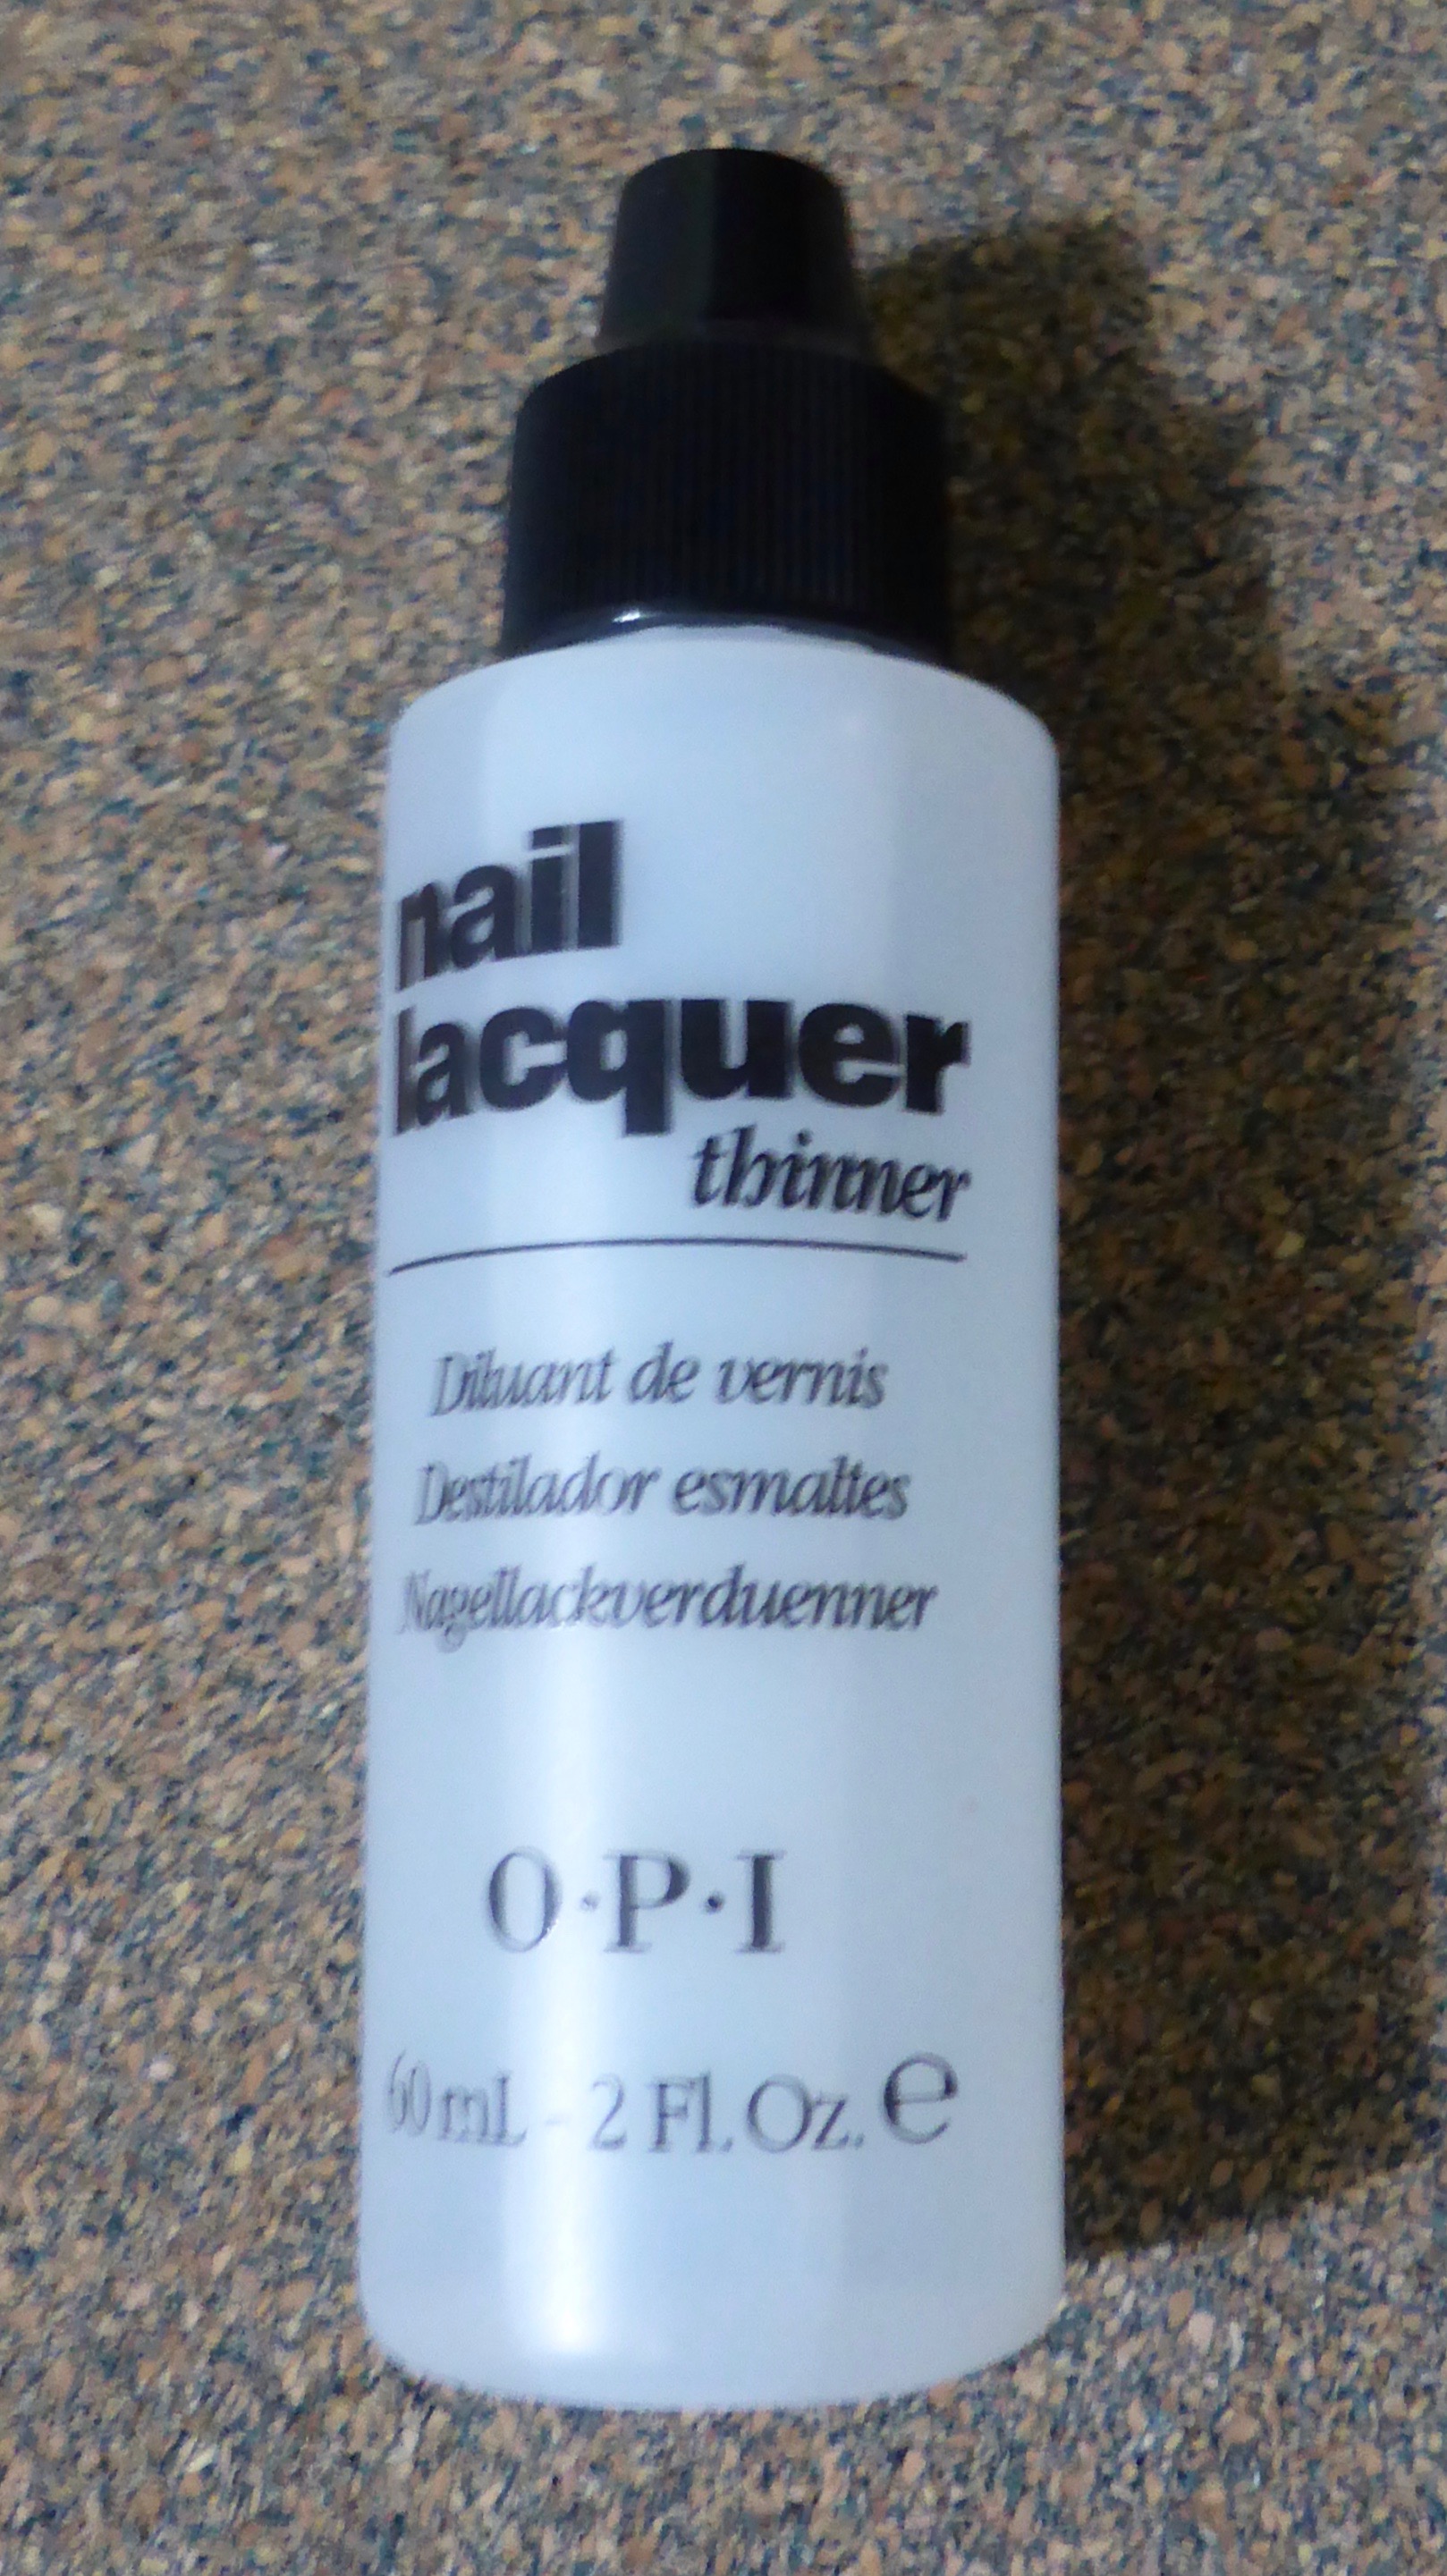 nail
lacquer
thinner
Diluant de vernis
Destilador esmaltes
Nagellackverduenner
O·P·I
60 mL - 2 Fl. Oz. ℮